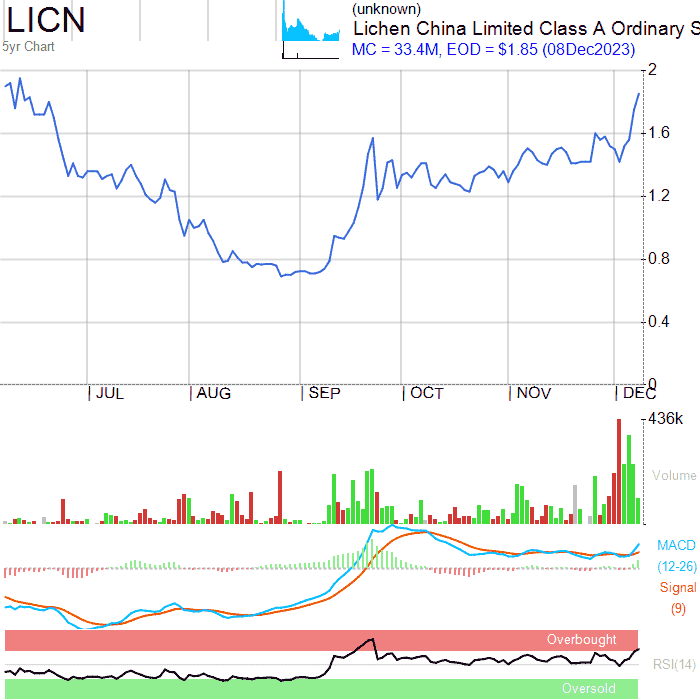 LICN
5yr Chart
(unknown)
Lichen China Limited Class A Ordinary S
MC = 33.4M, EOD = $1.85 (08Dec2023)
2
1.6
1.2
0.8
0.4
0
JUL AUG SEP OCT NOV DEC
436k
Volume
MACD
(12-26)
Signal
(9)
Overbought
RSI(14)
Oversold